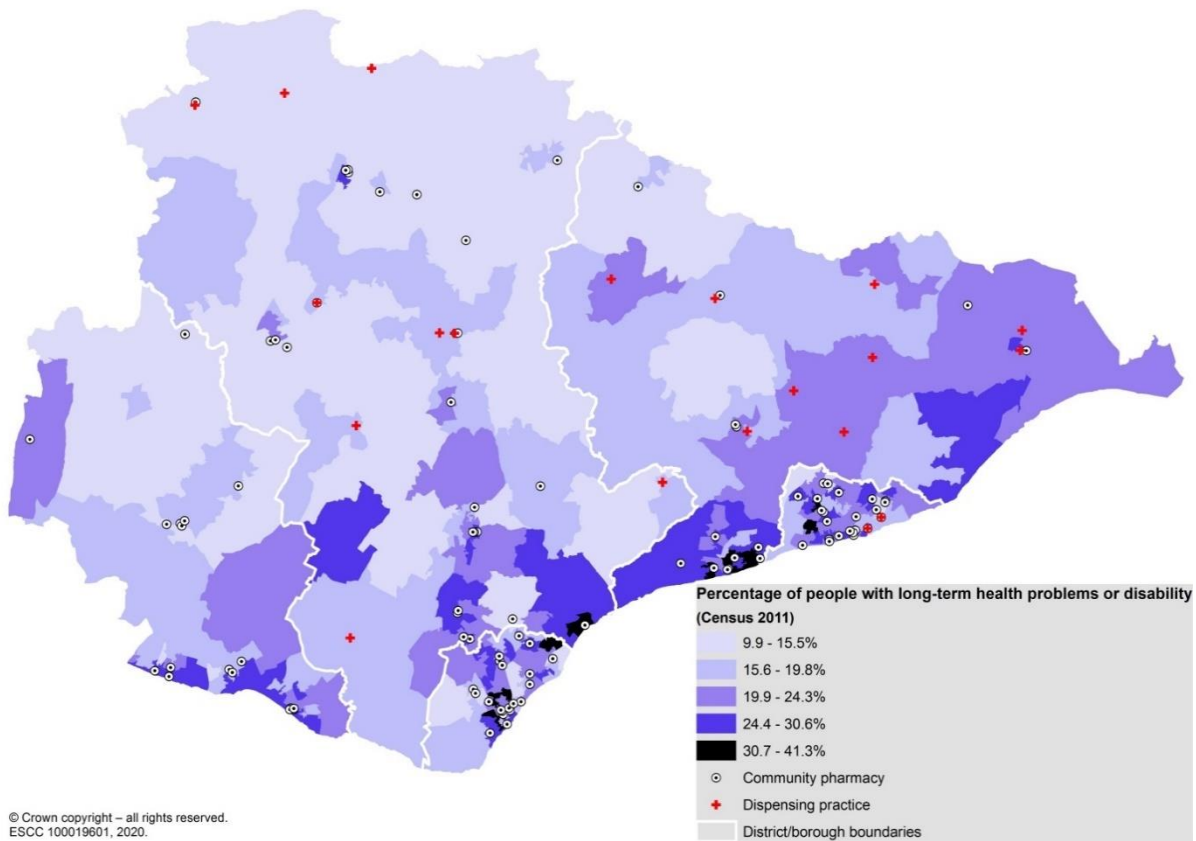 Percentage of people with long-term health problems or disability
(Census 2011)
9.9 - 15.5%
15.6 - 19.8%
19.9 - 24.3%
24.4 - 30.6%
30.7 - 41.3%
Community pharmacy
Dispensing practice
District/borough boundaries
© Crown copyright – all rights reserved.
ESCC 100019601, 2020.